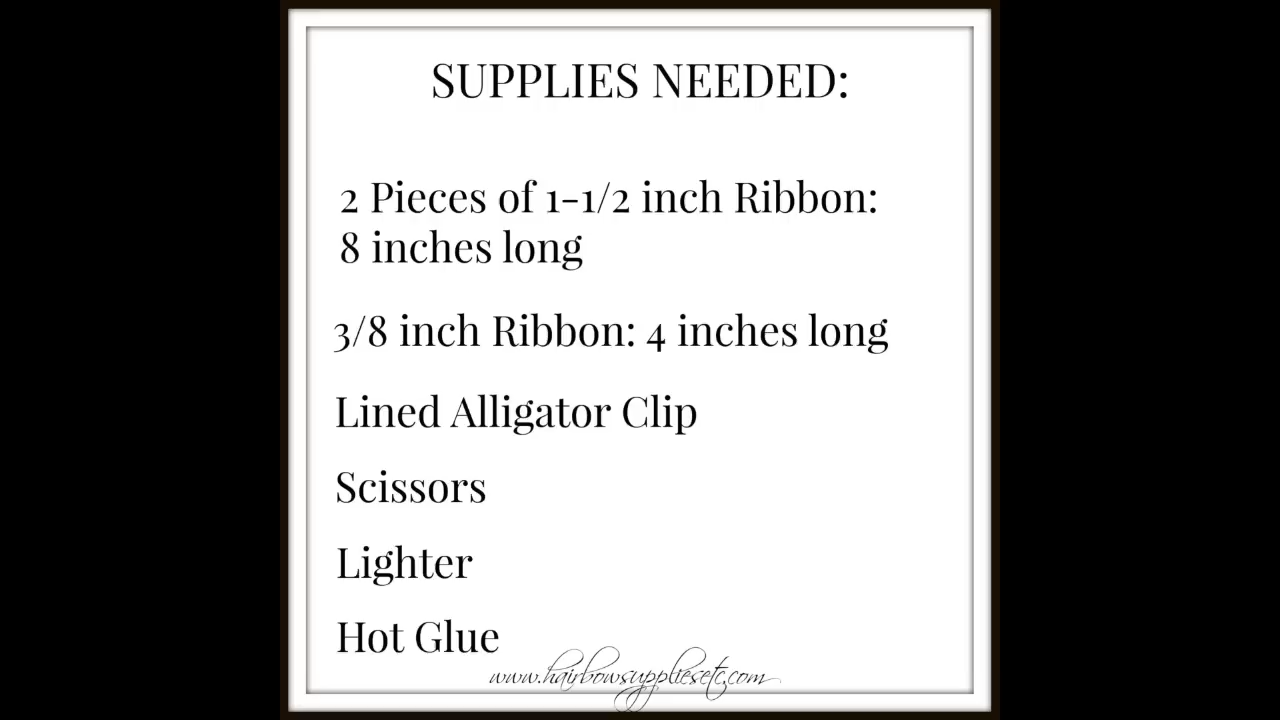 SUPPLIES NEEDED:
2 Pieces of 1-1/2 inch Ribbon:
8 inches long
3/8 inch Ribbon: 4 inches long
Lined Alligator Clip
Scissors
Lighter
Hot Glue
www.hairbowsuppliesetc.com